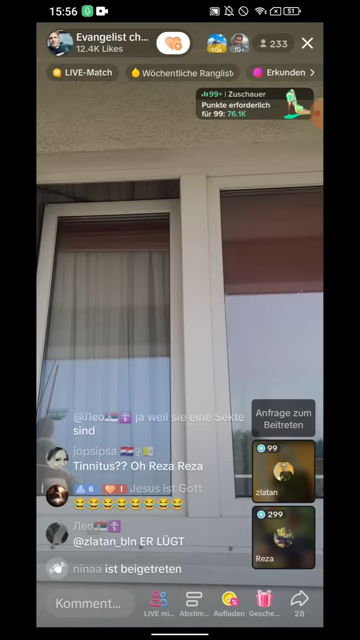 15:56
51
Evangelist ch...
12.4K Likes
10+
233
LIVE-Match
Wöchentliche Rangliste
Erkunden
99+ | Zuschauer
Punkte erforderlich
für 99: 76.1K
@Лео ja weil sie eine Sekte
sind
Anfrage zum
Beitreten
jopsipsa
Tinnitus?? Oh Reza Reza
99
zlatan
6 1 Jesus ist Gott
299
Reza
Лео
@zlatan_bln ER LÜGT
ninaa ist beigetreten
Komment...
LIVE mi...
Abstim...
Aufladen
Gesche...
28